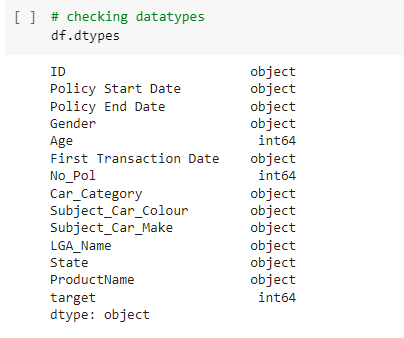 [ ] # checking datatypes
df.dtypes
ID object
Policy Start Date object
Policy End Date object
Gender object
Age int64
First Transaction Date object
No_Pol int64
Car_Category object
Subject_Car_Colour object
Subject_Car_Make object
LGA_Name object
State object
ProductName object
target int64
dtype: object